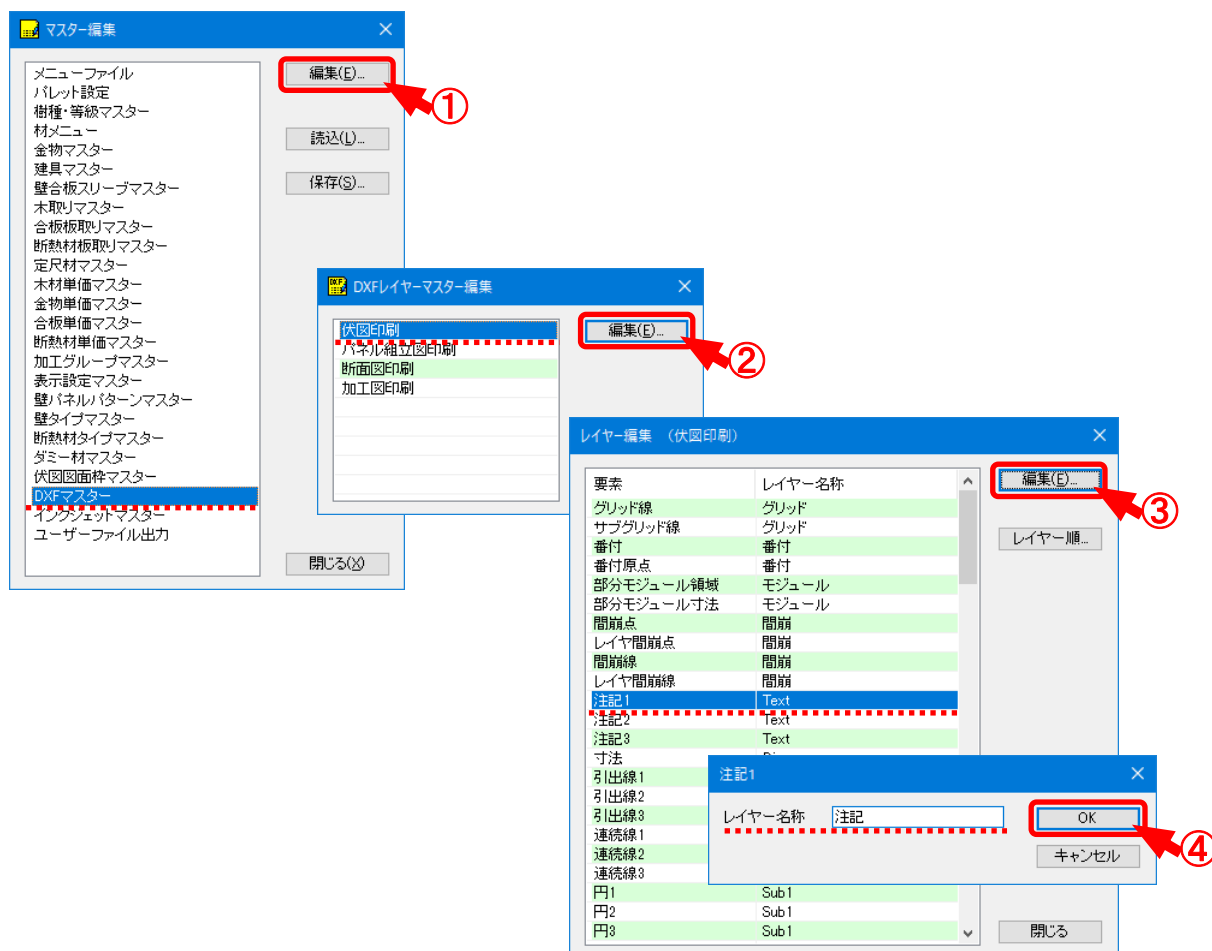 マスター編集
メニューファイル
パレット設定
樹種・等級マスター
材メニュー
金物マスター
建具マスター
壁合板スリーブマスター
木取りマスター
合板板取りマスター
断熱材板取りマスター
定尺材マスター
木材単価マスター
金物単価マスター
合板単価マスター
断熱材単価マスター
加工グループマスター
表示設定マスター
壁パネルパターンマスター
壁タイプマスター
断熱材タイプマスター
ダミー材マスター
伏図図面枠マスター
DXFマスター
インクジェットマスター
ユーザーファイル出力
編集(E)...
①
読込(L)...
保存(S)...
閉じる(X)
DXFレイヤーマスター編集
伏図印刷
パネル組立図印刷
断面図印刷
加工図印刷
編集(E)...
②
レイヤー編集 (伏図印刷)
要素 レイヤー名称
グリッド線 グリッド
サブグリッド線 グリッド
番付 番付
番付原点 番付
部分モジュール領域 モジュール
部分モジュール寸法 モジュール
間崩点 間崩
レイヤ間崩点 間崩
間崩線 間崩
レイヤ間崩線 間崩
注記1 Text
注記2 Text
注記3 Text
寸法
引出線1
引出線2
引出線3
連続線1
連続線2
連続線3
円1 Sub1
円2 Sub1
円3 Sub1
編集(E)...
③
レイヤー順...
閉じる
注記1
レイヤー名称 注記
OK
④
キャンセル